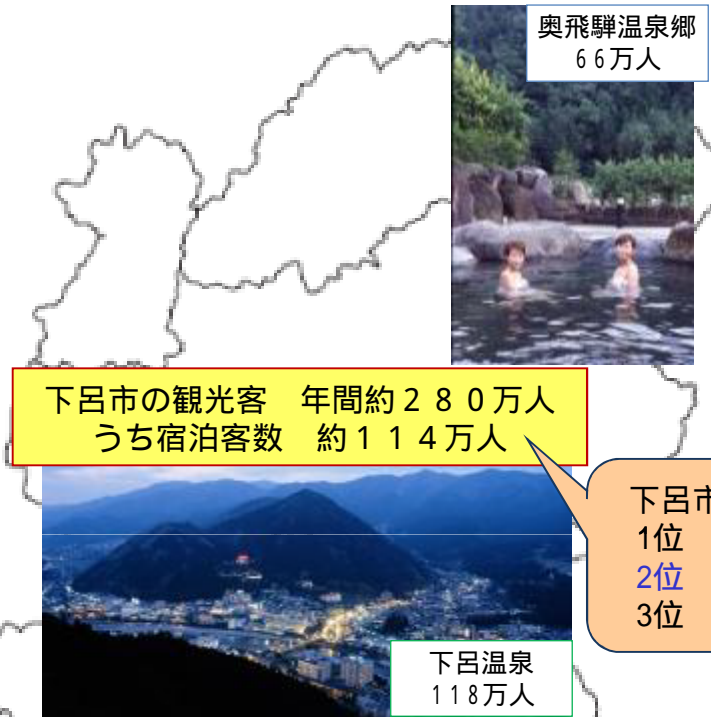 奥飛騨温泉郷
６６万人
下呂市の観光客　年間約２８０万人
うち宿泊客数　約１１４万人
下呂市
1位
2位
3位
下呂温泉
１１８万人